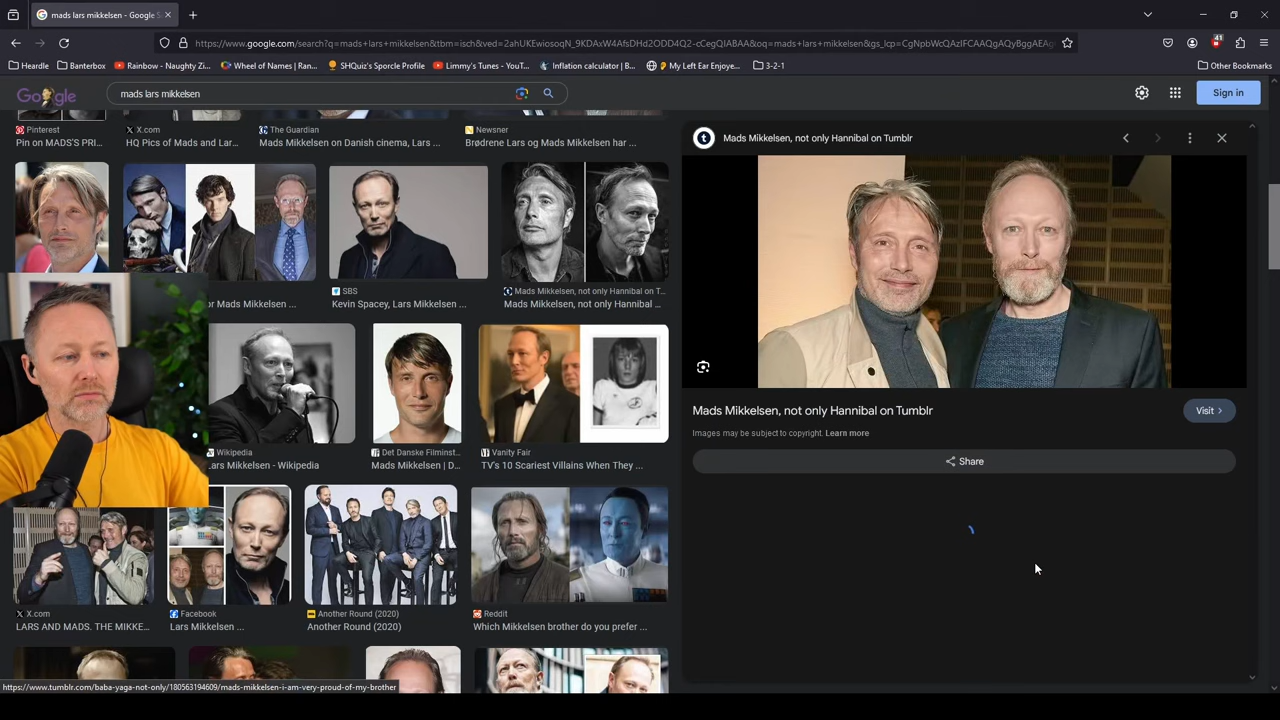 mads lars mikkelsen - Google S
https://www.google.com/search?q=mads+lars+mikkelsen&tbm=isch&ved=2ahUKEwiosoqN_9KDAxW4AfsDHd2ODD4Q2-cCegQIABAA&oq=mads+lars+mikkelsen&gs_lcp=CgNpbWcQAzIFCAAQgAQyBggAEAg
41
Heardle
Banterbox
Rainbow - Naughty Zi...
Wheel of Names | Ran...
SHQuiz's Sporcle Profile
Limmy's Tunes - YouT...
Inflation calculator | B...
My Left Ear Enjoye...
3-2-1
Other Bookmarks
Google
mads lars mikkelsen
Sign in
Pinterest
X.com
The Guardian
Newsner
Pin on MADS'S PRI...
HQ Pics of Mads and Lar...
Mads Mikkelsen on Danish cinema, Lars ...
Brødrene Lars og Mads Mikkelsen har ...
t
Mads Mikkelsen, not only Hannibal on Tumblr
SBS
Mads Mikkelsen, not only Hannibal on T...
or Mads Mikkelsen ...
Kevin Spacey, Lars Mikkelsen ...
Mads Mikkelsen, not only Hannibal ...
Mads Mikkelsen, not only Hannibal on Tumblr
Visit
Images may be subject to copyright. Learn more
Share
Wikipedia
Det Danske Filminst...
Vanity Fair
Lars Mikkelsen - Wikipedia
Mads Mikkelsen | D...
TV's 10 Scariest Villains When They ...
X.com
Facebook
Another Round (2020)
Reddit
LARS AND MADS. THE MIKKE...
Lars Mikkelsen ...
Another Round (2020)
Which Mikkelsen brother do you prefer ...
https://www.tumblr.com/baba-yaga-not-only/180563194609/mads-mikkelsen-i-am-very-proud-of-my-brother